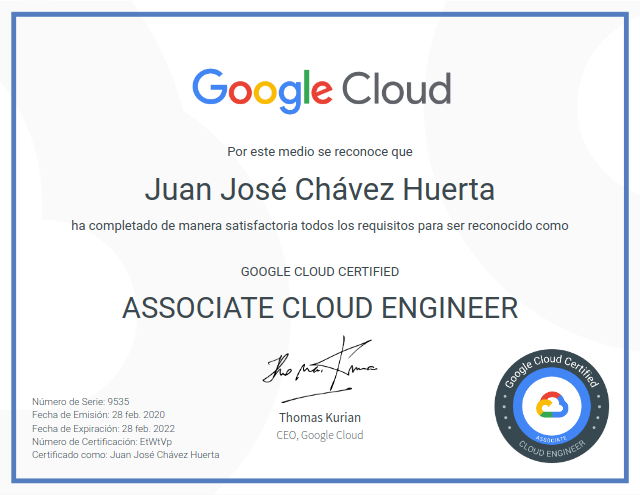 Google Cloud
Por este medio se reconoce que
Juan José Chávez Huerta
ha completado de manera satisfactoria todos los requisitos para ser reconocido como
GOOGLE CLOUD CERTIFIED
ASSOCIATE CLOUD ENGINEER
Thomas Kurian
Thomas Kurian
CEO, Google Cloud
Número de Serie: 9535
Fecha de Emisión: 28 feb. 2020
Fecha de Expiración: 28 feb. 2022
Número de Certificación: EtWtVp
Certificado como: Juan José Chávez Huerta
Google Cloud Certified
ASSOCIATE
CLOUD ENGINEER